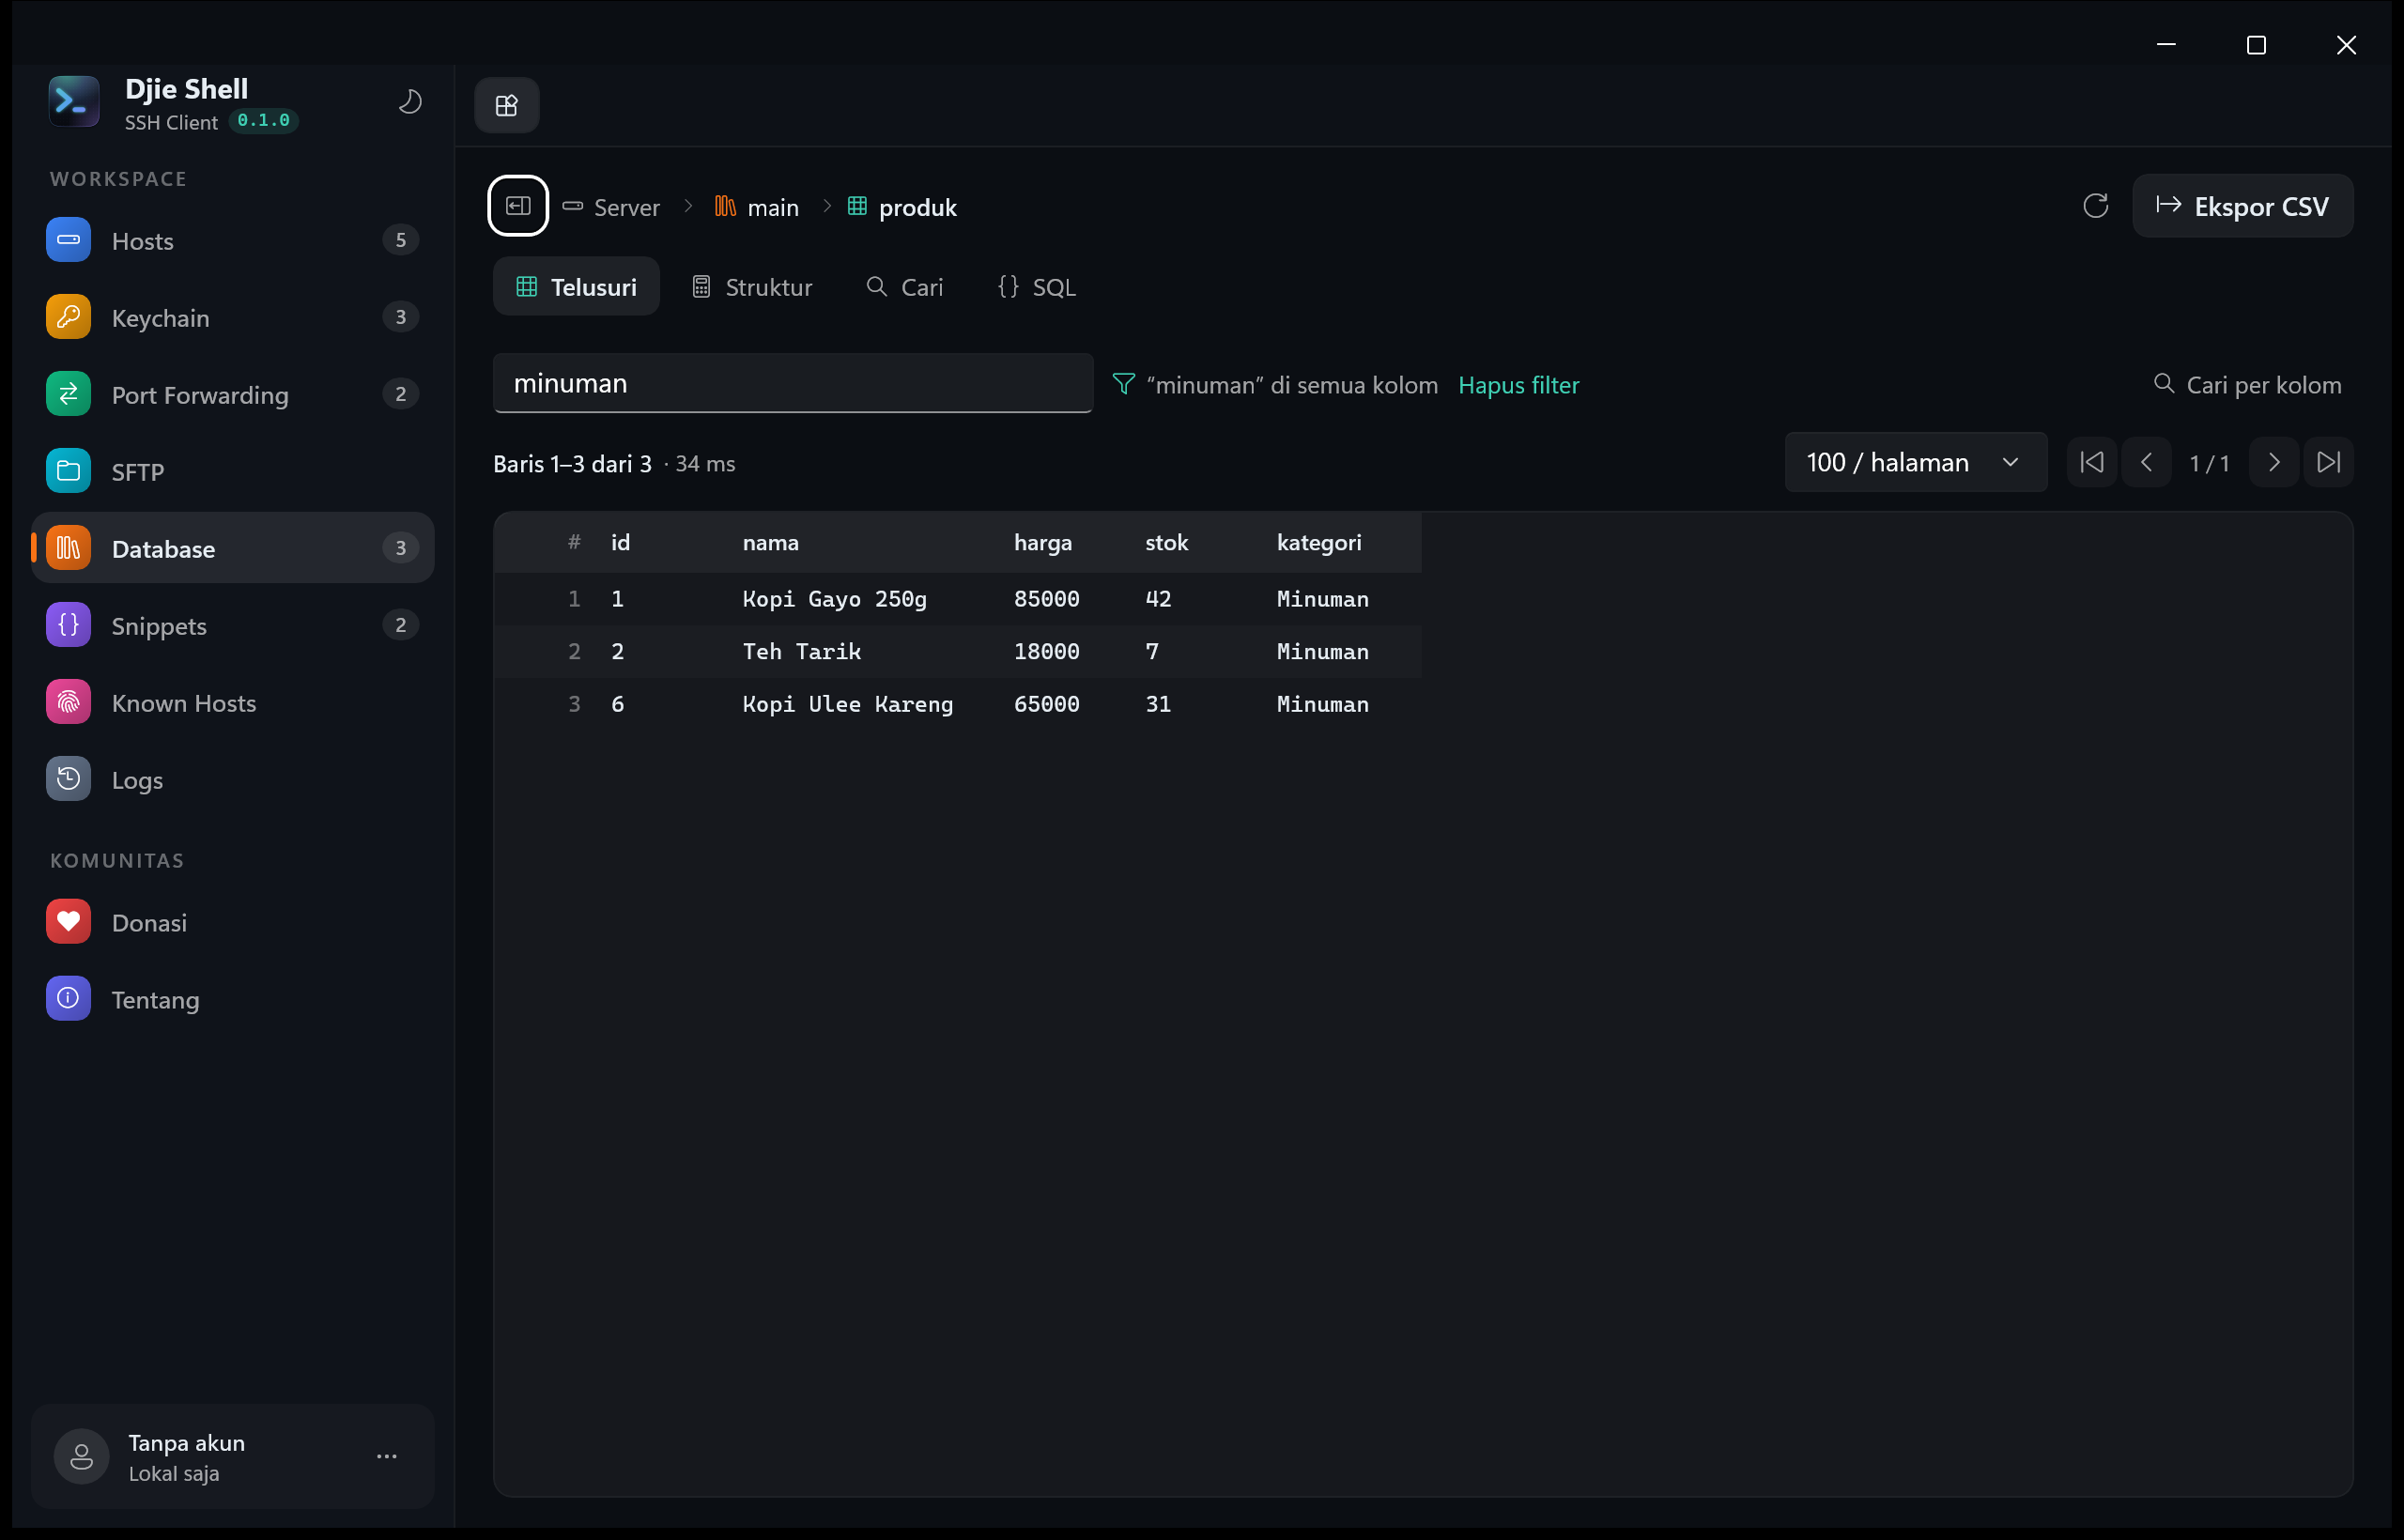 Djie Shell
SSH Client 0.1.0
WORKSPACE
Hosts 5
Keychain 3
Port Forwarding 2
SFTP
Database 3
Snippets 2
Known Hosts
Logs
KOMUNITAS
Donasi
Tentang
Tanpa akun
Lokal saja
Server main produk
Ekspor CSV
Telusuri Struktur Cari {} SQL
minuman
“minuman” di semua kolom Hapus filter
Cari per kolom
Baris 1–3 dari 3 · 34 ms
100 / halaman
1 / 1
# id nama harga stok kategori
1 1 Kopi Gayo 250g 85000 42 Minuman
2 2 Teh Tarik 18000 7 Minuman
3 6 Kopi Ulee Kareng 65000 31 Minuman